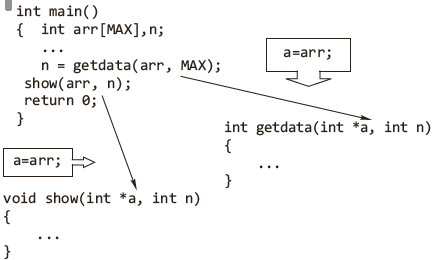 int main()
{  int arr[MAX],n;
...
n = getdata(arr, MAX);
show(arr, n);
return 0;
}
a=arr;
int getdata(int *a, int n)
{
...
}
a=arr;
void show(int *a, int n)
{
...
}